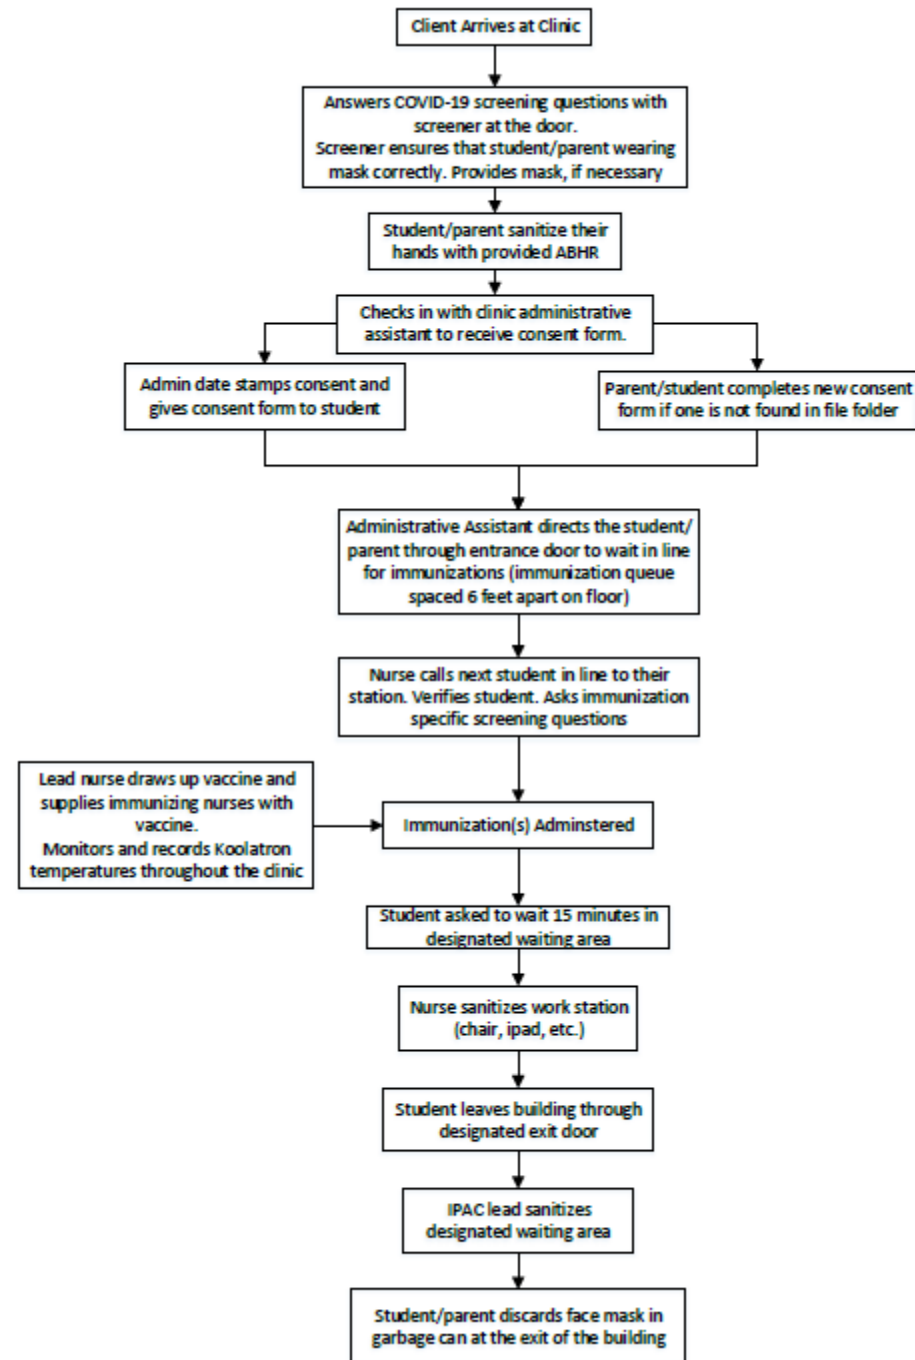 Client Arrives at Clinic
Answers COVID-19 screening questions with
screener at the door.
Screener ensures that student/parent wearing
mask correctly. Provides mask, if necessary
Student/parent sanitize their
hands with provided ABHR
Checks in with clinic administrative
assistant to receive consent form.
Admin date stamps consent and
gives consent form to student
Parent/student completes new consent
form if one is not found in file folder
Administrative Assistant directs the student/
parent through entrance door to wait in line
for immunizations (immunization queue
spaced 6 feet apart on floor)
Nurse calls next student in line to their
station. Verifies student. Asks immunization
specific screening questions
Lead nurse draws up vaccine and
supplies immunizing nurses with
vaccine.
Monitors and records Koolatron
temperatures throughout the clinic
Immunization(s) Adminstered
Student asked to wait 15 minutes in
designated waiting area
Nurse sanitizes work station
(chair, ipad, etc.)
Student leaves building through
designated exit door
IPAC lead sanitizes
designated waiting area
Student/parent discards face mask in
garbage can at the exit of the building